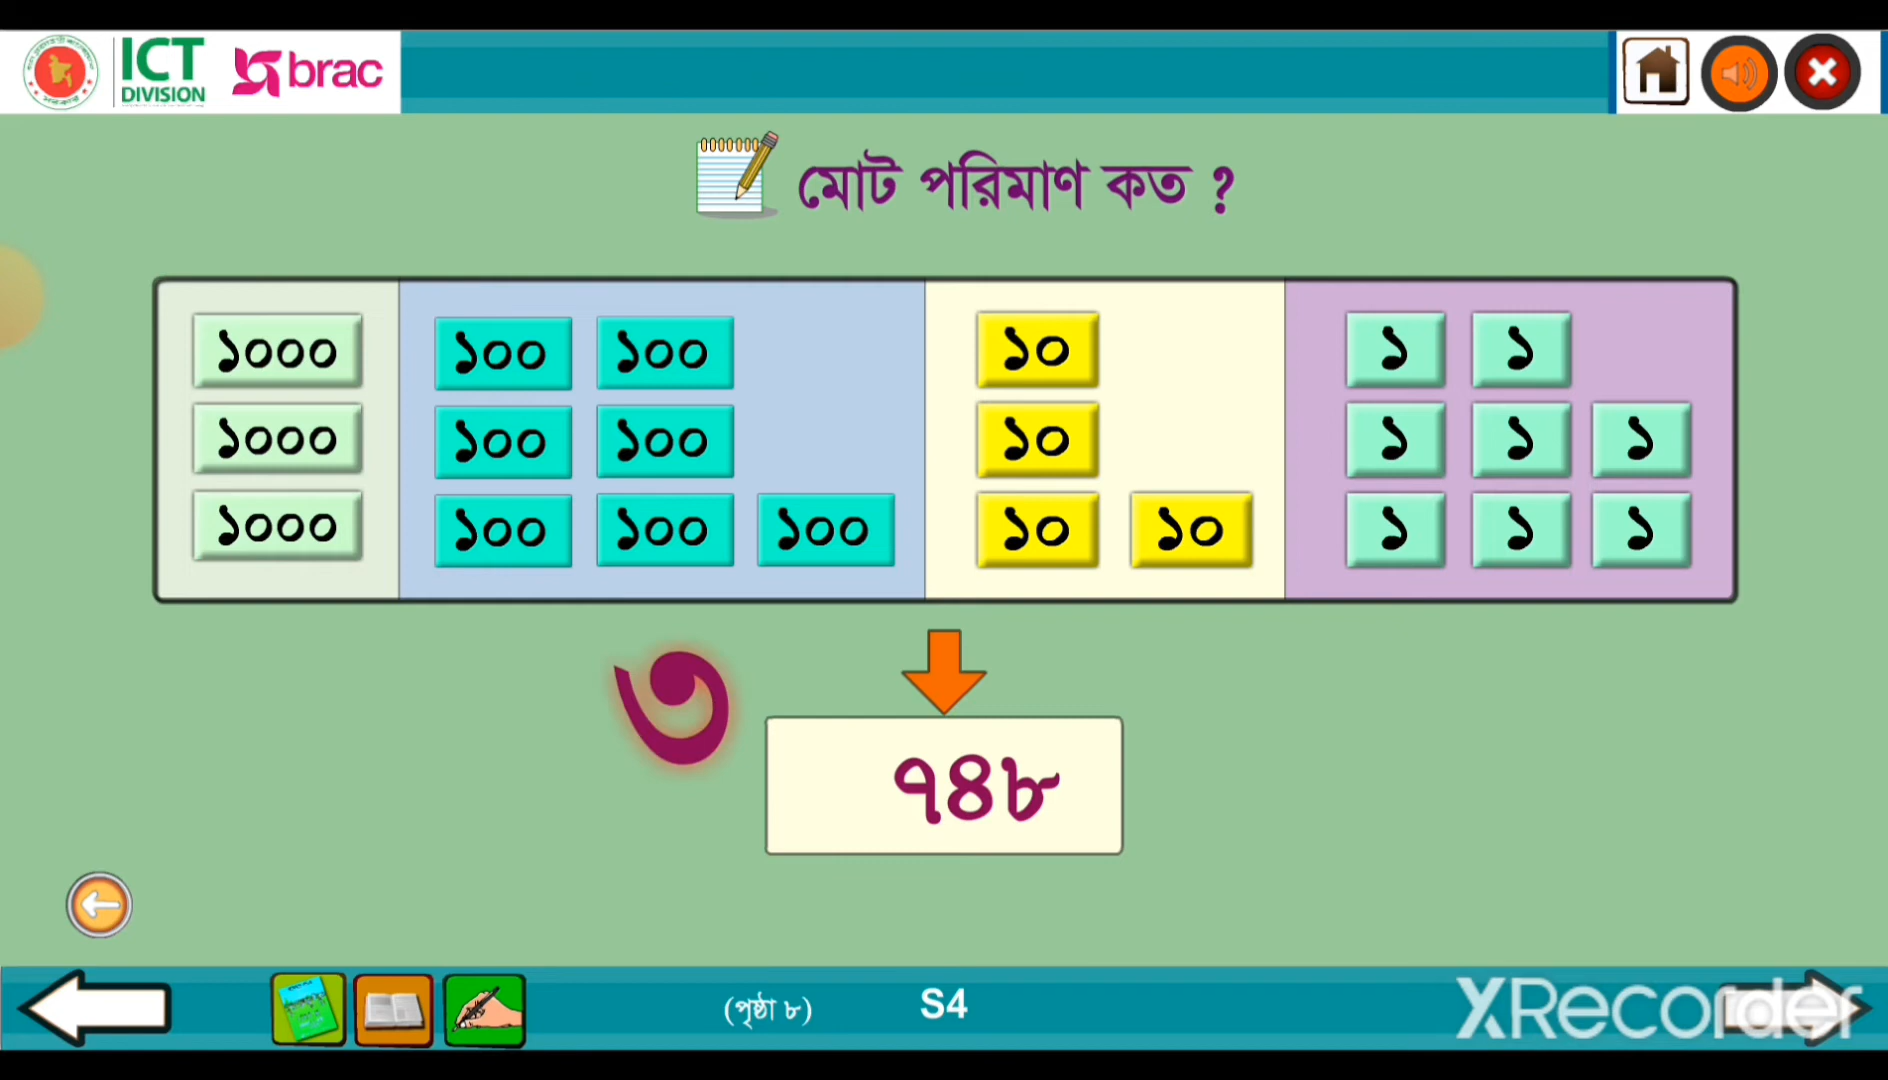 ICT
DIVISION
brac
মোট পরিমাণ কত ?
১০০০ ১০০ ১০০ ১০ ১ ১
১০০০ ১০০ ১০০ ১০ ১ ১ ১
১০০০ ১০০ ১০০ ১০০ ১০ ১০ ১ ১ ১
৩
৭৪৮
(পৃষ্ঠা ৮) S4
XRecorder